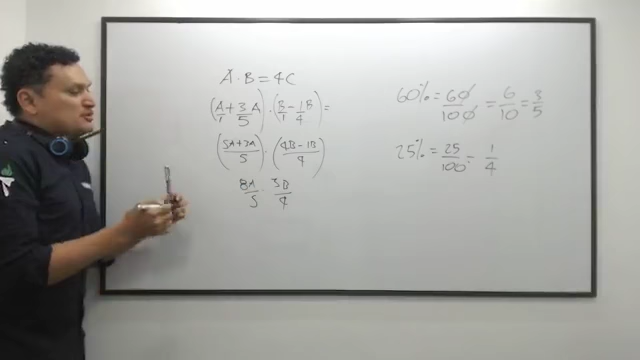 A · B = 4C
(A/1 + 3/5 A) · (B/1 - 1B/4) =
(5A+3A/5) · (4B-1B/4)
8A/5 · 3B/4
60% = 60/100 = 6/10 = 3/5
25% = 25/100 = 1/4